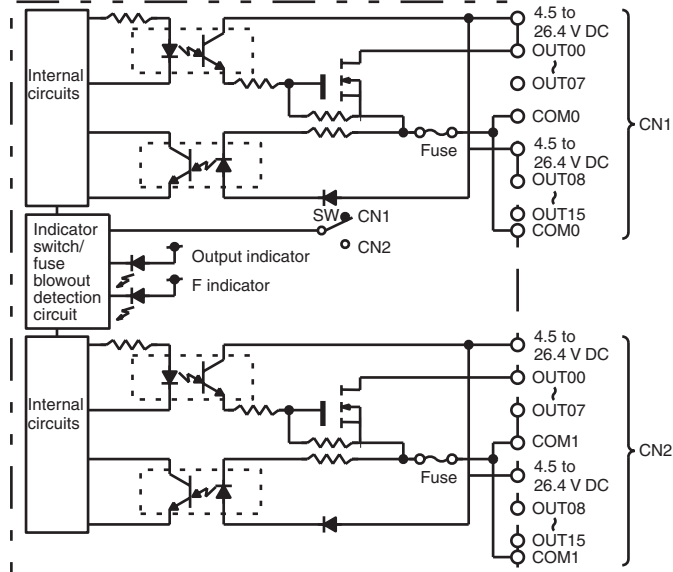 4.5 to
26.4 V DC
OUT00
OUT07
Internal
circuits
COM0
CN1
Fuse
4.5 to
26.4 V DC
OUT08
OUT15
COM0
SW
CN1
CN2
Indicator
switch/
fuse
blowout
detection
circuit
Output indicator
F indicator
4.5 to
26.4 V DC
OUT00
OUT07
Internal
circuits
COM1
CN2
Fuse
4.5 to
26.4 V DC
OUT08
OUT15
COM1